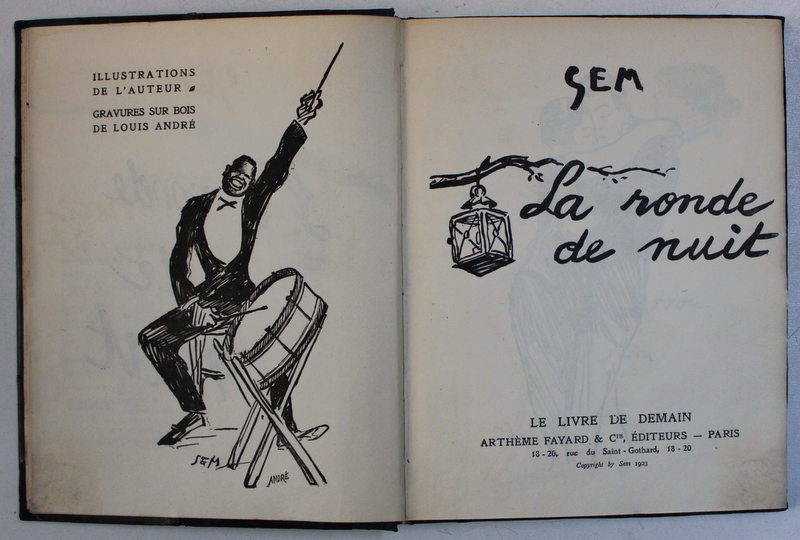 ILLUSTRATIONS
DE L'AUTEUR
GRAVURES SUR BOIS
DE LOUIS ANDRÉ
SEM
ANDRÉ
SEM
La ronde
de nuit
LE LIVRE DE DEMAIN
ARTHÈME FAYARD & Cie, ÉDITEURS — PARIS
18-20, rue du Saint-Gothard, 18-20
Copyright by Sem 1923